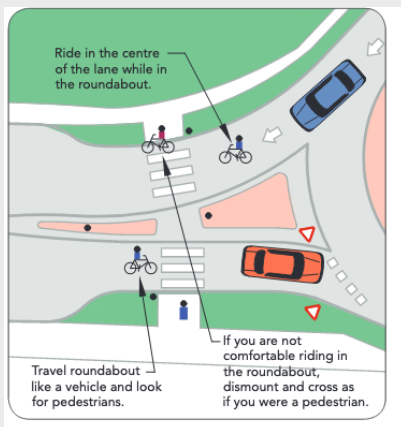 Ride in the centre
of the lane while in
the roundabout.
If you are not
comfortable riding in
the roundabout,
dismount and cross as
if you were a pedestrian.
Travel roundabout
like a vehicle and look
for pedestrians.